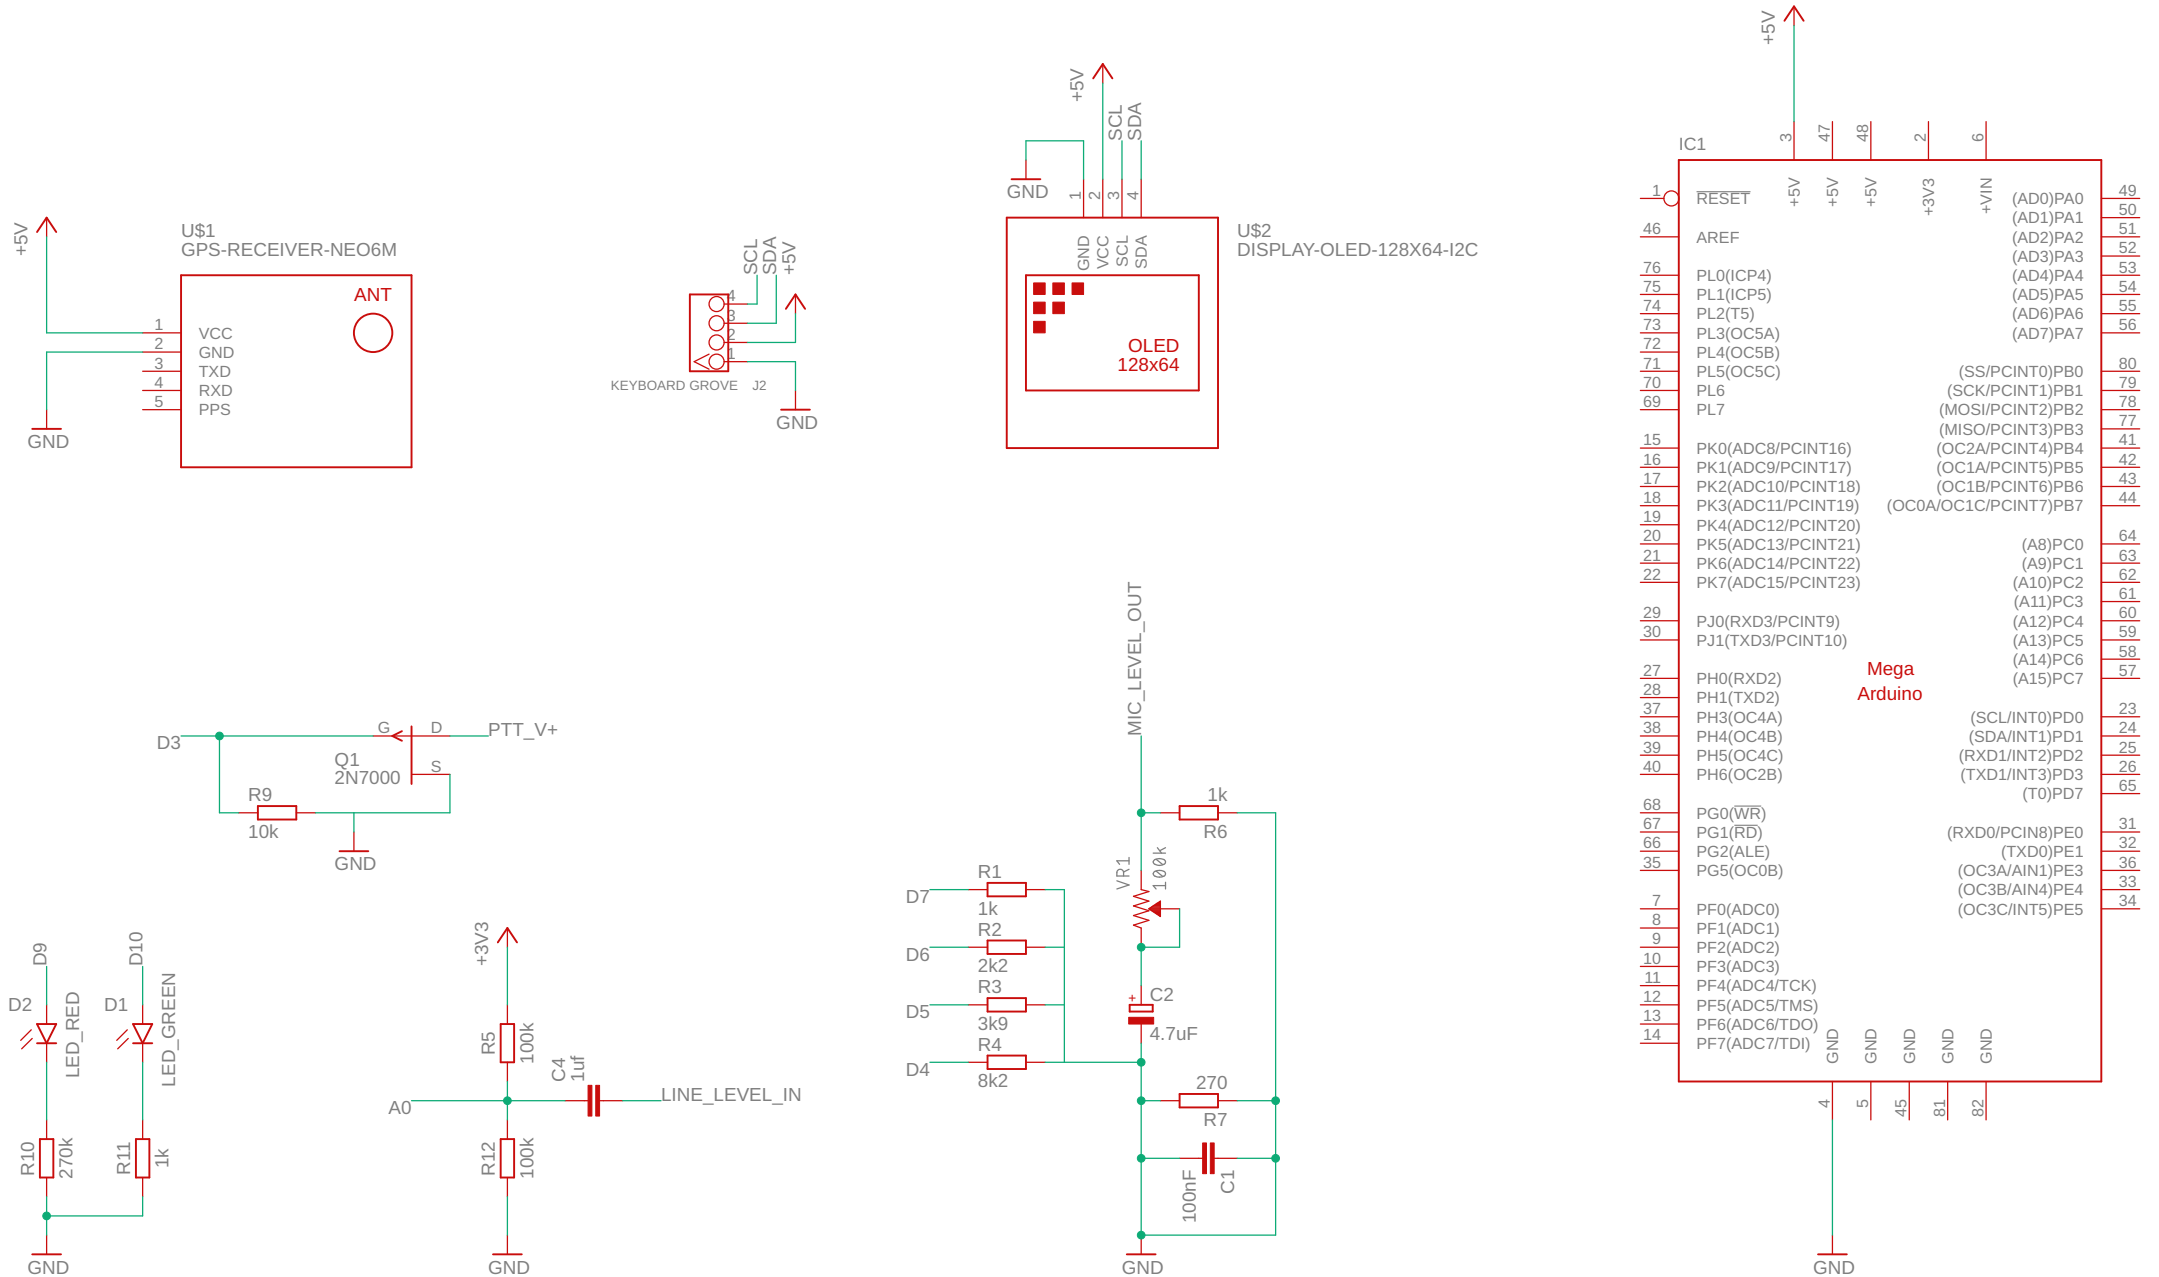 +5V
U$1
GPS-RECEIVER-NEO6M
ANT
1 VCC
2 GND
3 TXD
4 RXD
5 PPS
GND
SCL
SDA
+5V
4
3
2
1
KEYBOARD GROVE J2
GND
+5V
SCL
SDA
GND
1
2
3
4
GND
VCC
SCL
SDA
U$2
DISPLAY-OLED-128X64-I2C
OLED
128x64
D3
G
D
PTT_V+
Q1
2N7000
S
R9
10k
GND
D9
D10
D2
LED_RED
D1
LED_GREEN
R10
270k
R11
1k
GND
+3V3
R5
100k
C4
1uf
A0
LINE_LEVEL_IN
R12
100k
GND
MIC_LEVEL_OUT
1k
R6
VR1
100k
D7
R1
1k
D6
R2
2k2
D5
R3
3k9
D4
R4
8k2
+
C2
4.7uF
270
R7
100nF
C1
GND
+5V
IC1
3
47
48
2
6
+5V
+5V
+5V
+3V3
+VIN
1 RESET
46 AREF
76 PL0(ICP4)
75 PL1(ICP5)
74 PL2(T5)
73 PL3(OC5A)
72 PL4(OC5B)
71 PL5(OC5C)
70 PL6
69 PL7
15 PK0(ADC8/PCINT16)
16 PK1(ADC9/PCINT17)
17 PK2(ADC10/PCINT18)
18 PK3(ADC11/PCINT19)
19 PK4(ADC12/PCINT20)
20 PK5(ADC13/PCINT21)
21 PK6(ADC14/PCINT22)
22 PK7(ADC15/PCINT23)
29 PJ0(RXD3/PCINT9)
30 PJ1(TXD3/PCINT10)
27 PH0(RXD2)
28 PH1(TXD2)
37 PH3(OC4A)
38 PH4(OC4B)
39 PH5(OC4C)
40 PH6(OC2B)
68 PG0(WR)
67 PG1(RD)
66 PG2(ALE)
35 PG5(OC0B)
7 PF0(ADC0)
8 PF1(ADC1)
9 PF2(ADC2)
10 PF3(ADC3)
11 PF4(ADC4/TCK)
12 PF5(ADC5/TMS)
13 PF6(ADC6/TDO)
14 PF7(ADC7/TDI)
Mega
Arduino
(AD0)PA0 49
(AD1)PA1 50
(AD2)PA2 51
(AD3)PA3 52
(AD4)PA4 53
(AD5)PA5 54
(AD6)PA6 55
(AD7)PA7 56
(SS/PCINT0)PB0 80
(SCK/PCINT1)PB1 79
(MOSI/PCINT2)PB2 78
(MISO/PCINT3)PB3 77
(OC2A/PCINT4)PB4 41
(OC1A/PCINT5)PB5 42
(OC1B/PCINT6)PB6 43
(OC0A/OC1C/PCINT7)PB7 44
(A8)PC0 64
(A9)PC1 63
(A10)PC2 62
(A11)PC3 61
(A12)PC4 60
(A13)PC5 59
(A14)PC6 58
(A15)PC7 57
(SCL/INT0)PD0 23
(SDA/INT1)PD1 24
(RXD1/INT2)PD2 25
(TXD1/INT3)PD3 26
(T0)PD7 65
(RXD0/PCIN8)PE0 31
(TXD0)PE1 32
(OC3A/AIN1)PE3 36
(OC3B/AIN4)PE4 33
(OC3C/INT5)PE5 34
GND
GND
GND
GND
GND
4
5
45
81
82
GND